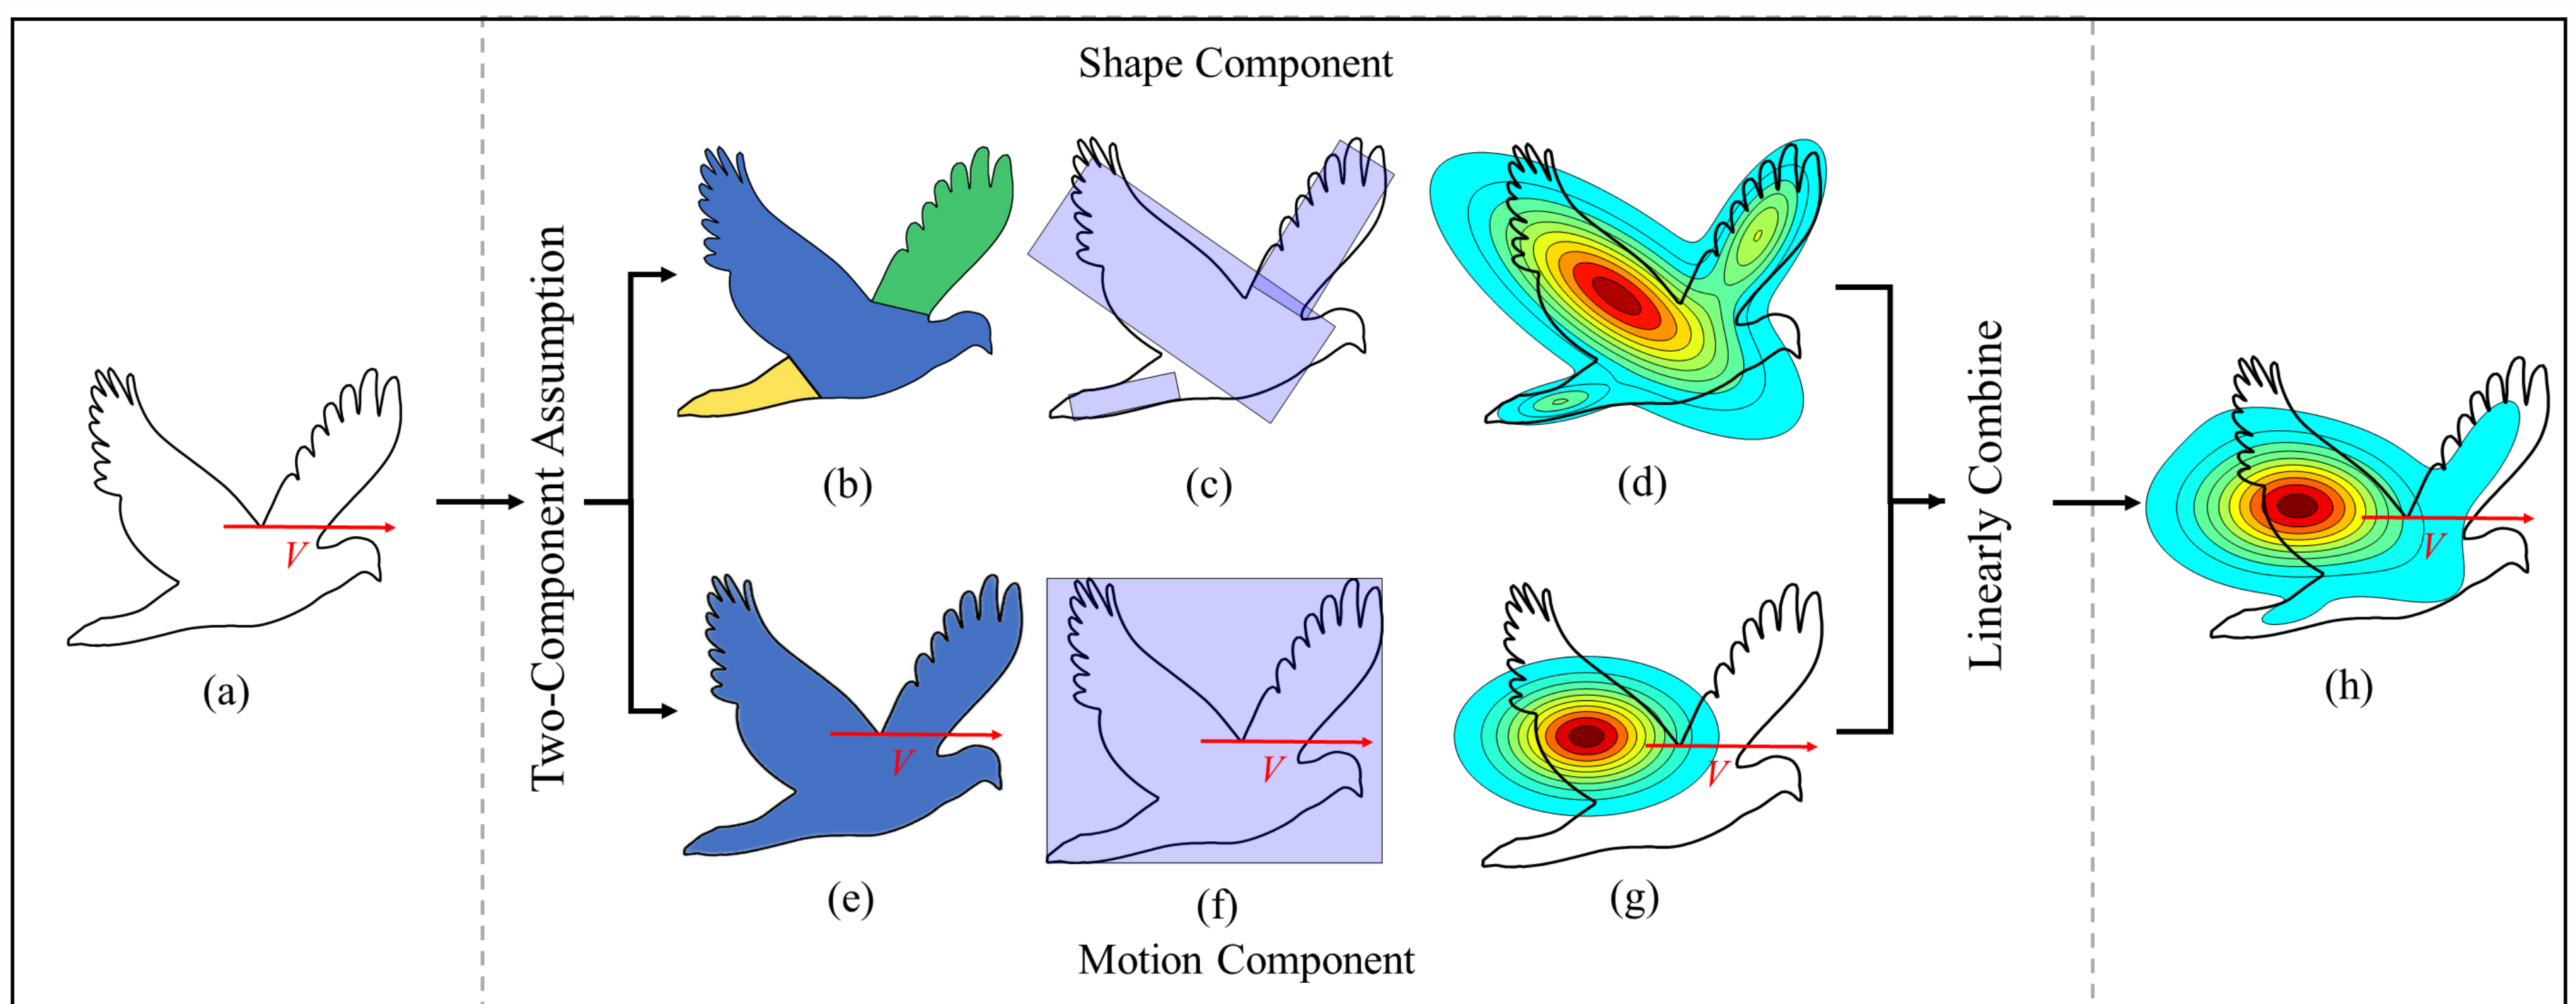 Shape Component
Two-Component Assumption
(b)
(c)
(d)
V
(a)
Linearly Combine
V
(h)
V
V
V
(e)
(f)
(g)
Motion Component